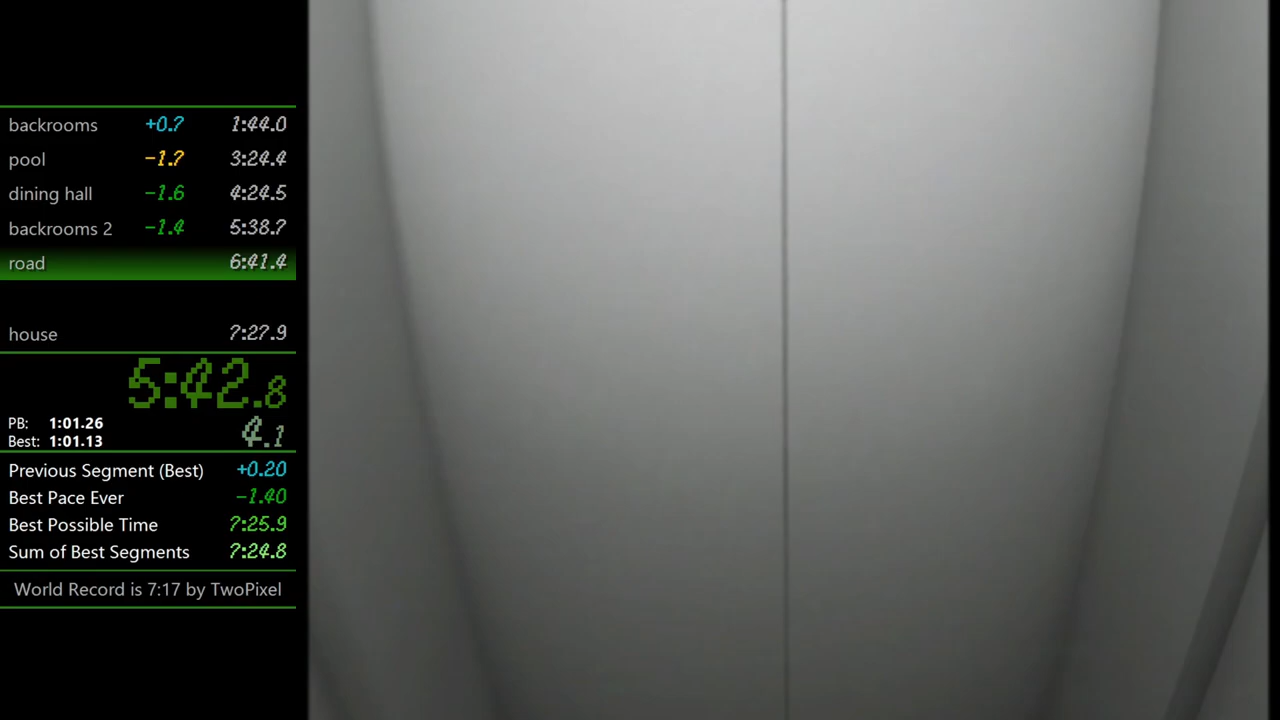 backrooms +0.7 1:44.0
pool -1.7 3:24.4
dining hall -1.6 4:24.5
backrooms 2 -1.4 5:38.7
road 6:41.4
house 7:27.9
5:42.8
PB: 1:01.26
4.1
Best: 1:01.13
Previous Segment (Best) +0.20
Best Pace Ever -1.40
Best Possible Time 7:25.9
Sum of Best Segments 7:24.8
World Record is 7:17 by TwoPixel